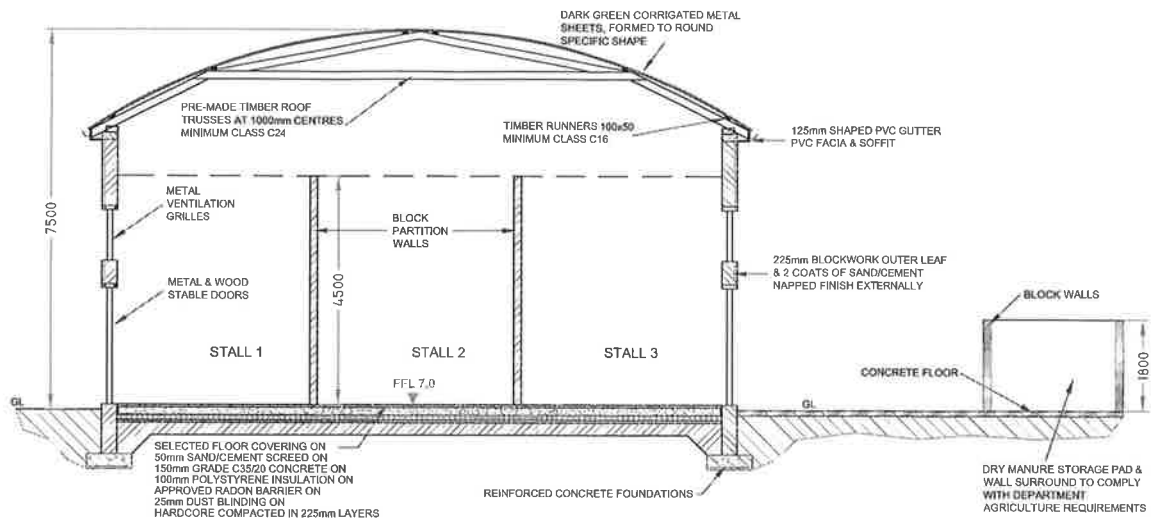 DARK GREEN CORRIGATED METAL
SHEETS, FORMED TO ROUND
SPECIFIC SHAPE
PRE-MADE TIMBER ROOF
TRUSSES AT 1000mm CENTRES
MINIMUM CLASS C24
TIMBER RUNNERS 100x50
MINIMUM CLASS C16
125mm SHAPED PVC GUTTER
PVC FACIA & SOFFIT
7500
METAL
VENTILATION
GRILLES
BLOCK
PARTITION
WALLS
4500
METAL & WOOD
STABLE DOORS
225mm BLOCKWORK OUTER LEAF
& 2 COATS OF SAND/CEMENT
NAPPED FINISH EXTERNALLY
BLOCK WALLS
STALL 1
STALL 2
STALL 3
1800
CONCRETE FLOOR
FFL 7.0
GL
GL
SELECTED FLOOR COVERING ON
50mm SAND/CEMENT SCREED ON
150mm GRADE C35/20 CONCRETE ON
100mm POLYSTYRENE INSULATION ON
APPROVED RADON BARRIER ON
25mm DUST BLINDING ON
HARDCORE COMPACTED IN 225mm LAYERS
REINFORCED CONCRETE FOUNDATIONS
DRY MANURE STORAGE PAD &
WALL SURROUND TO COMPLY
WITH DEPARTMENT
AGRICULTURE REQUIREMENTS